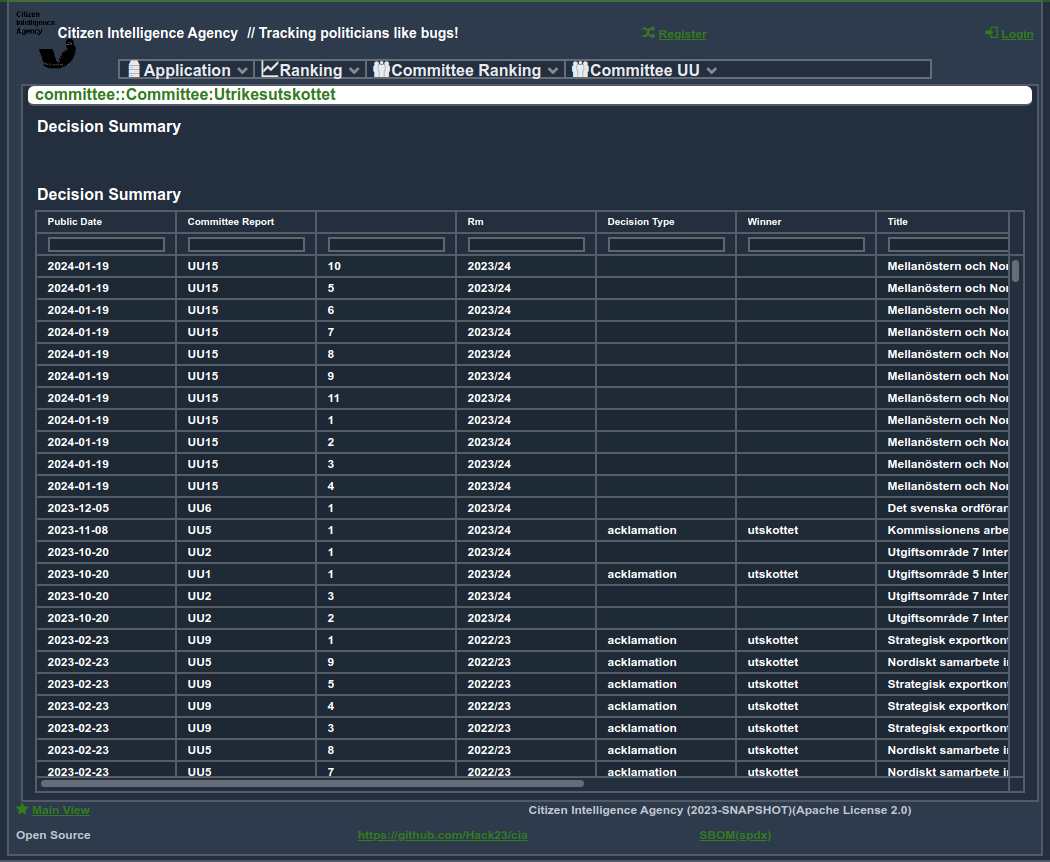 Citizen
Intelligence
Agency
Citizen Intelligence Agency // Tracking politicians like bugs!
Register
Login
Application Ranking Committee Ranking Committee UU
committee::Committee:Utrikesutskottet
Decision Summary
Decision Summary
Public Date Committee Report Rm Decision Type Winner Title
2024-01-19 UU15 10 2023/24 Mellanöstern och Nor
2024-01-19 UU15 5 2023/24 Mellanöstern och Nor
2024-01-19 UU15 6 2023/24 Mellanöstern och Nor
2024-01-19 UU15 7 2023/24 Mellanöstern och Nor
2024-01-19 UU15 8 2023/24 Mellanöstern och Nor
2024-01-19 UU15 9 2023/24 Mellanöstern och Nor
2024-01-19 UU15 11 2023/24 Mellanöstern och Nor
2024-01-19 UU15 1 2023/24 Mellanöstern och Nor
2024-01-19 UU15 2 2023/24 Mellanöstern och Nor
2024-01-19 UU15 3 2023/24 Mellanöstern och Nor
2024-01-19 UU15 4 2023/24 Mellanöstern och Nor
2023-12-05 UU6 1 2023/24 Det svenska ordföran
2023-11-08 UU5 1 2023/24 acklamation utskottet Kommissionens arbe
2023-10-20 UU2 1 2023/24 Utgiftsområde 7 Inter
2023-10-20 UU1 1 2023/24 acklamation utskottet Utgiftsområde 5 Inter
2023-10-20 UU2 3 2023/24 Utgiftsområde 7 Inter
2023-10-20 UU2 2 2023/24 Utgiftsområde 7 Inter
2023-02-23 UU9 1 2022/23 acklamation utskottet Strategisk exportkont
2023-02-23 UU5 9 2022/23 acklamation utskottet Nordiskt samarbete i
2023-02-23 UU9 5 2022/23 acklamation utskottet Strategisk exportkont
2023-02-23 UU9 4 2022/23 acklamation utskottet Strategisk exportkont
2023-02-23 UU9 3 2022/23 acklamation utskottet Strategisk exportkont
2023-02-23 UU5 8 2022/23 acklamation utskottet Nordiskt samarbete i
2023-02-23 UU5 7 2022/23 acklamation utskottet Nordiskt samarbete i
Main View
Citizen Intelligence Agency (2023-SNAPSHOT)(Apache License 2.0)
Open Source
https://github.com/Hack23/cia
SBOM(spdx)